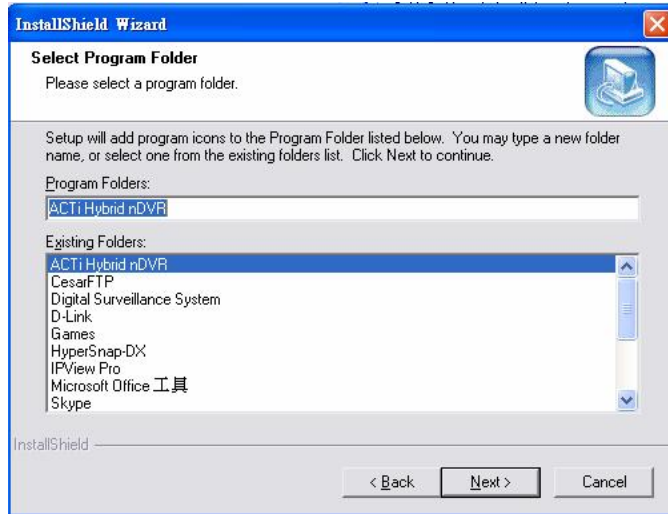 InstallShield Wizard
Select Program Folder
Please select a program folder.
Setup will add program icons to the Program Folder listed below. You may type a new folder
name, or select one from the existing folders list. Click Next to continue.
Program Folders:
ACTi Hybrid nDVR
Existing Folders:
ACTi Hybrid nDVR
CesarFTP
Digital Surveillance System
D-Link
Games
HyperSnap-DX
IPView Pro
Microsoft Office 工具
Skype
InstallShield
< Back
Next >
Cancel